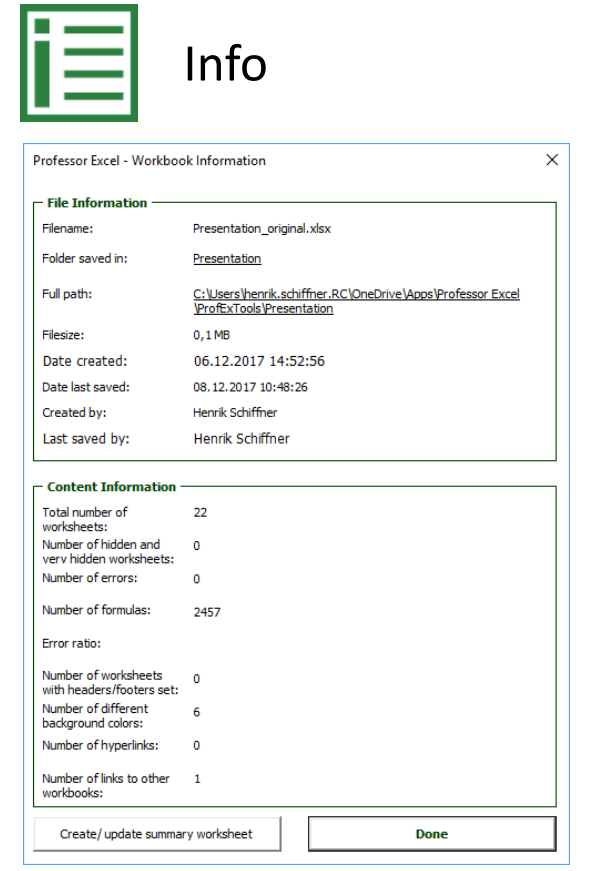 Info
Professor Excel - Workbook Information
File Information
Filename: Presentation_original.xlsx
Folder saved in: Presentation
Full path: C:\Users\henrik.schiffner.RC\OneDrive\Apps\Professor Excel
\ProfExTools\Presentation
Filesize: 0,1 MB
Date created: 06.12.2017 14:52:56
Date last saved: 08.12.2017 10:48:26
Created by: Henrik Schiffner
Last saved by: Henrik Schiffner
Content Information
Total number of 22
worksheets:
Number of hidden and 0
very hidden worksheets:
Number of errors: 0
Number of formulas: 2457
Error ratio:
Number of worksheets 0
with headers/footers set:
Number of different 6
background colors:
Number of hyperlinks: 0
Number of links to other 1
workbooks:
Create/ update summary worksheet Done